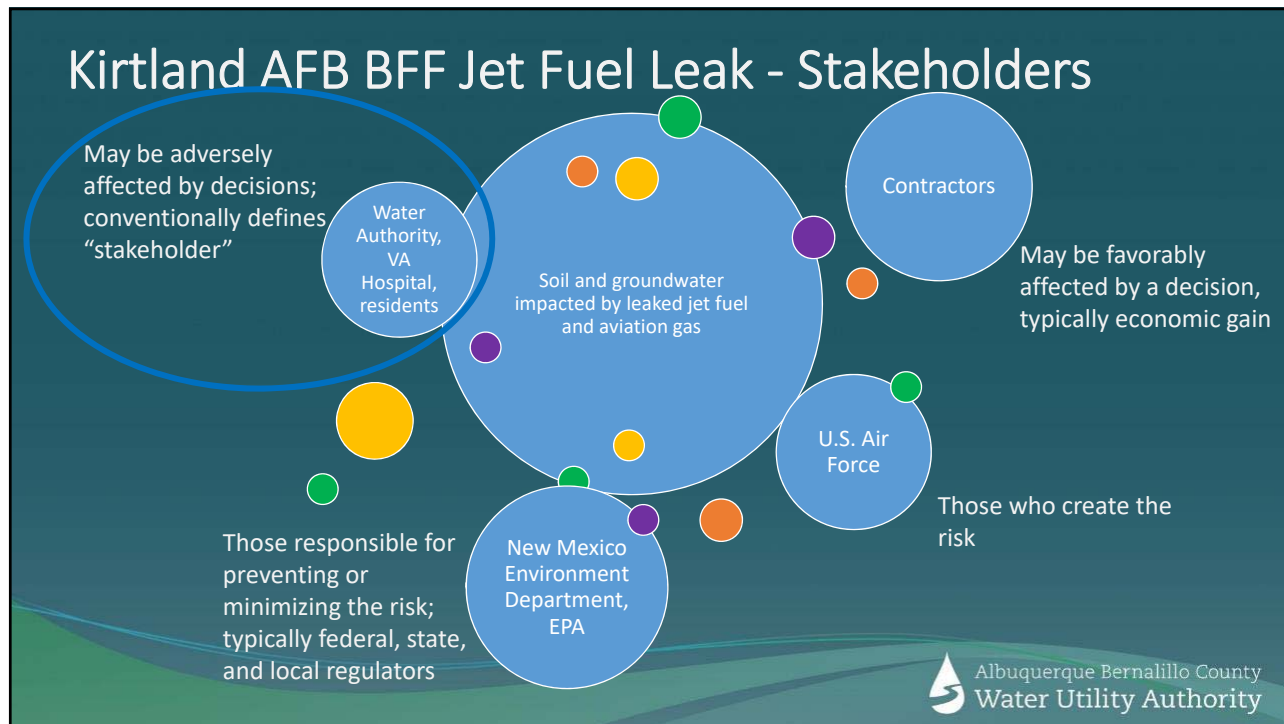 Kirtland AFB BFF Jet Fuel Leak - Stakeholders
May be adversely
affected by decisions;
conventionally defines
“stakeholder”
Water
Authority,
VA
Hospital,
residents
Soil and groundwater
impacted by leaked jet fuel
and aviation gas
Contractors
May be favorably
affected by a decision,
typically economic gain
U.S. Air
Force
Those who create the
risk
Those responsible for
preventing or
minimizing the risk;
typically federal, state,
and local regulators
New Mexico
Environment
Department,
EPA
Albuquerque Bernalillo County
Water Utility Authority